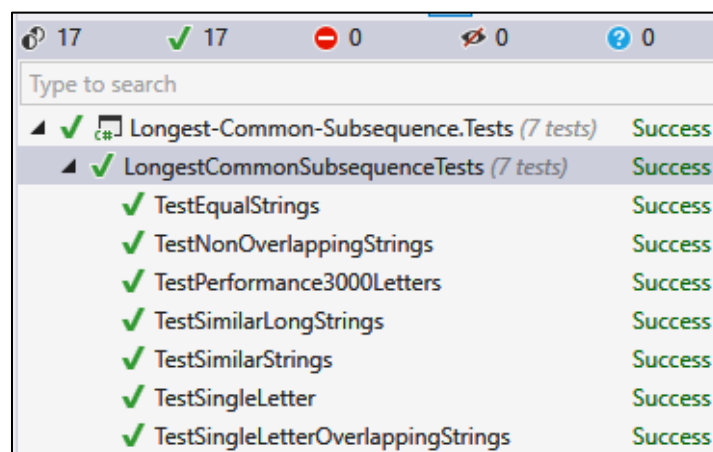 17 17 0 0 0
Type to search
C# Longest-Common-Subsequence.Tests (7 tests) Success
LongestCommonSubsequenceTests (7 tests) Success
TestEqualStrings Success
TestNonOverlappingStrings Success
TestPerformance3000Letters Success
TestSimilarLongStrings Success
TestSimilarStrings Success
TestSingleLetter Success
TestSingleLetterOverlappingStrings Success